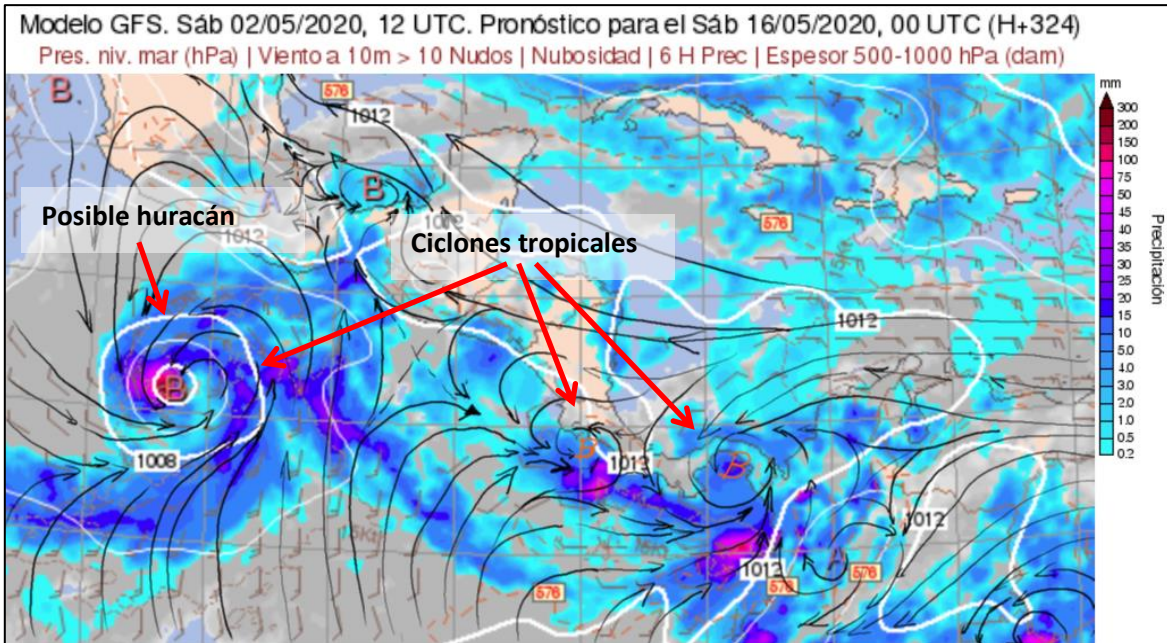 Modelo GFS. Sáb 02/05/2020, 12 UTC. Pronóstico para el Sáb 16/05/2020, 00 UTC (H+324)
Pres. niv. mar (hPa) | Viento a 10m > 10 Nudos | Nubosidad | 6 H Prec | Espesor 500-1000 hPa (dam)
mm
300
200
100
75
50
45
40
35
30
25
20
15
10
5.0
4.0
3.0
2.0
1.0
0.5
0.2
Precipitación
B
576
1012
B
A
Posible huracán
1012
1012
Ciclones tropicales
576
1012
B
1008
B
1013
B
1012
15Kt
576
1012
576
576